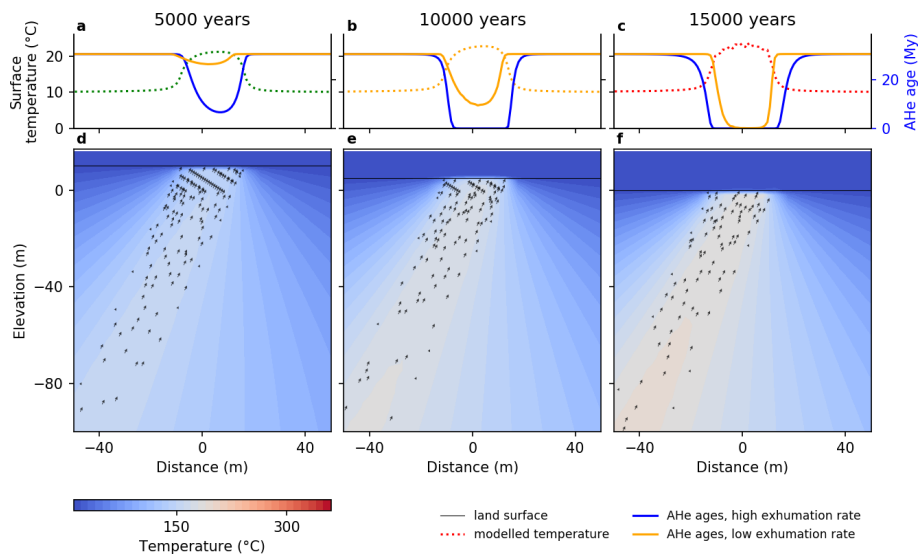 5000 years
10000 years
15000 years
a
b
c
Surface
temperature (°C)
20
10
0
20
0
AHe age (My)
d
e
f
Elevation (m)
0
−40
−80
−40
0
40
−40
0
40
−40
0
40
Distance (m)
Distance (m)
Distance (m)
150
300
Temperature (°C)
land surface
modelled temperature
AHe ages, high exhumation rate
AHe ages, low exhumation rate